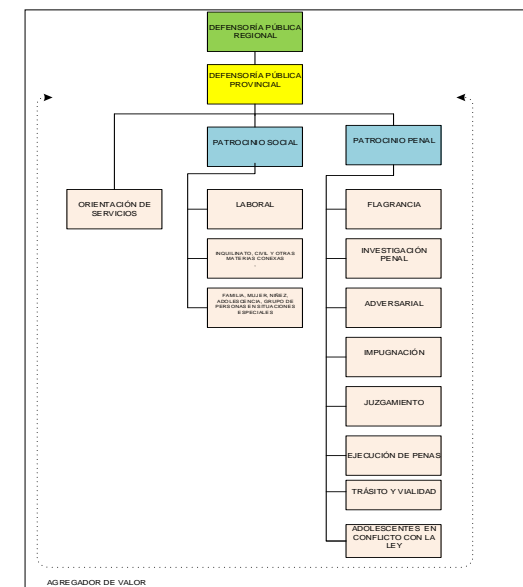 DEFENSORÍA PÚBLICA
REGIONAL
DEFENSORÍA PÚBLICA
PROVINCIAL
PATROCINIO SOCIAL
PATROCINIO PENAL
ORIENTACIÓN DE
SERVICIOS
LABORAL
INQUILINATO, CIVIL Y OTRAS
MATERIAS CONEXAS
.
FAMILIA, MUJER, NIÑEZ,
ADOLESCENCIA, GRUPO DE
PERSONAS EN SITUACIONES
ESPECIALES
FLAGRANCIA
INVESTIGACIÓN
PENAL
ADVERSARIAL
IMPUGNACIÓN
JUZGAMIENTO
EJECUCIÓN DE PENAS
TRÁSITO Y VIALIDAD
ADOLESCENTES EN
CONFLICTO CON LA
LEY
AGREGADOR DE VALOR